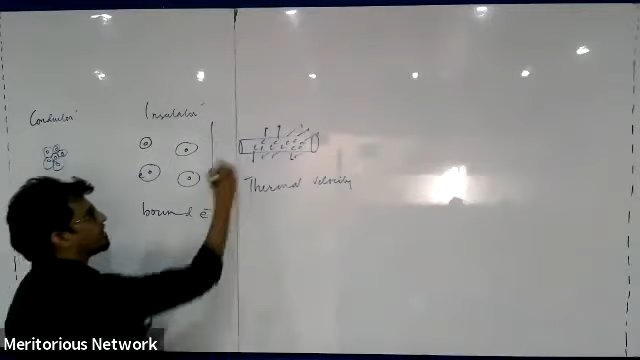 Conductor
Insulator
Thermal velocity
bound e
Meritorious Network